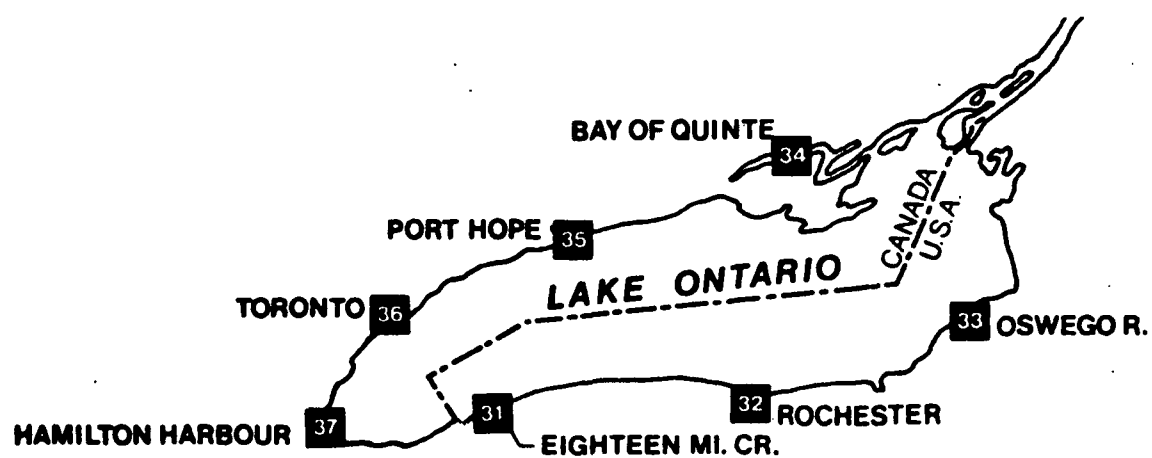 BAY OF QUINTE
34
CANADA
U.S.A.
PORT HOPE
35
LAKE ONTARIO
TORONTO
36
33
OSWEGO R.
31
32
ROCHESTER
HAMILTON HARBOUR
37
EIGHTEEN MI. CR.